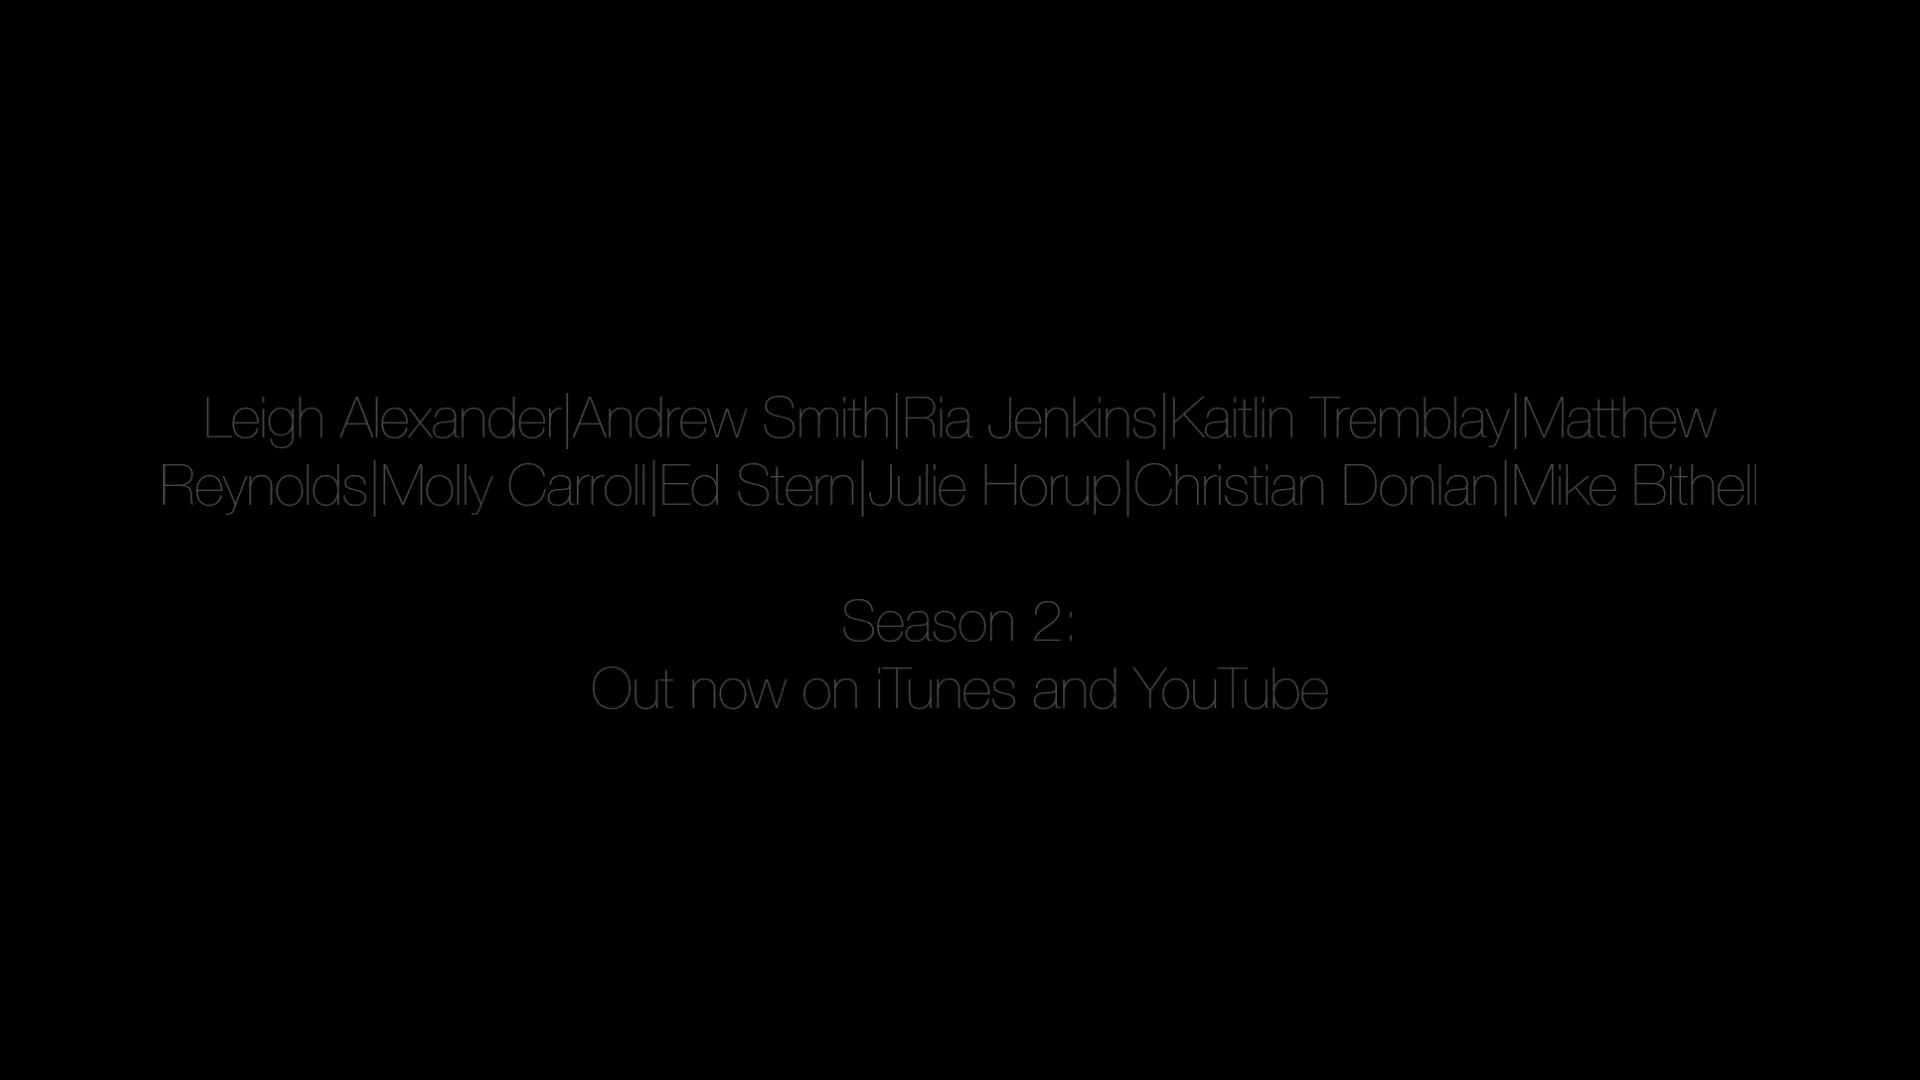 Leigh Alexander|Andrew Smith|Ria Jenkins|Kaitlin Tremblay|Matthew
Reynolds|Molly Carroll|Ed Stern|Julie Horup|Christian Donlan|Mike Bithell
Season 2:
Out now on iTunes and YouTube